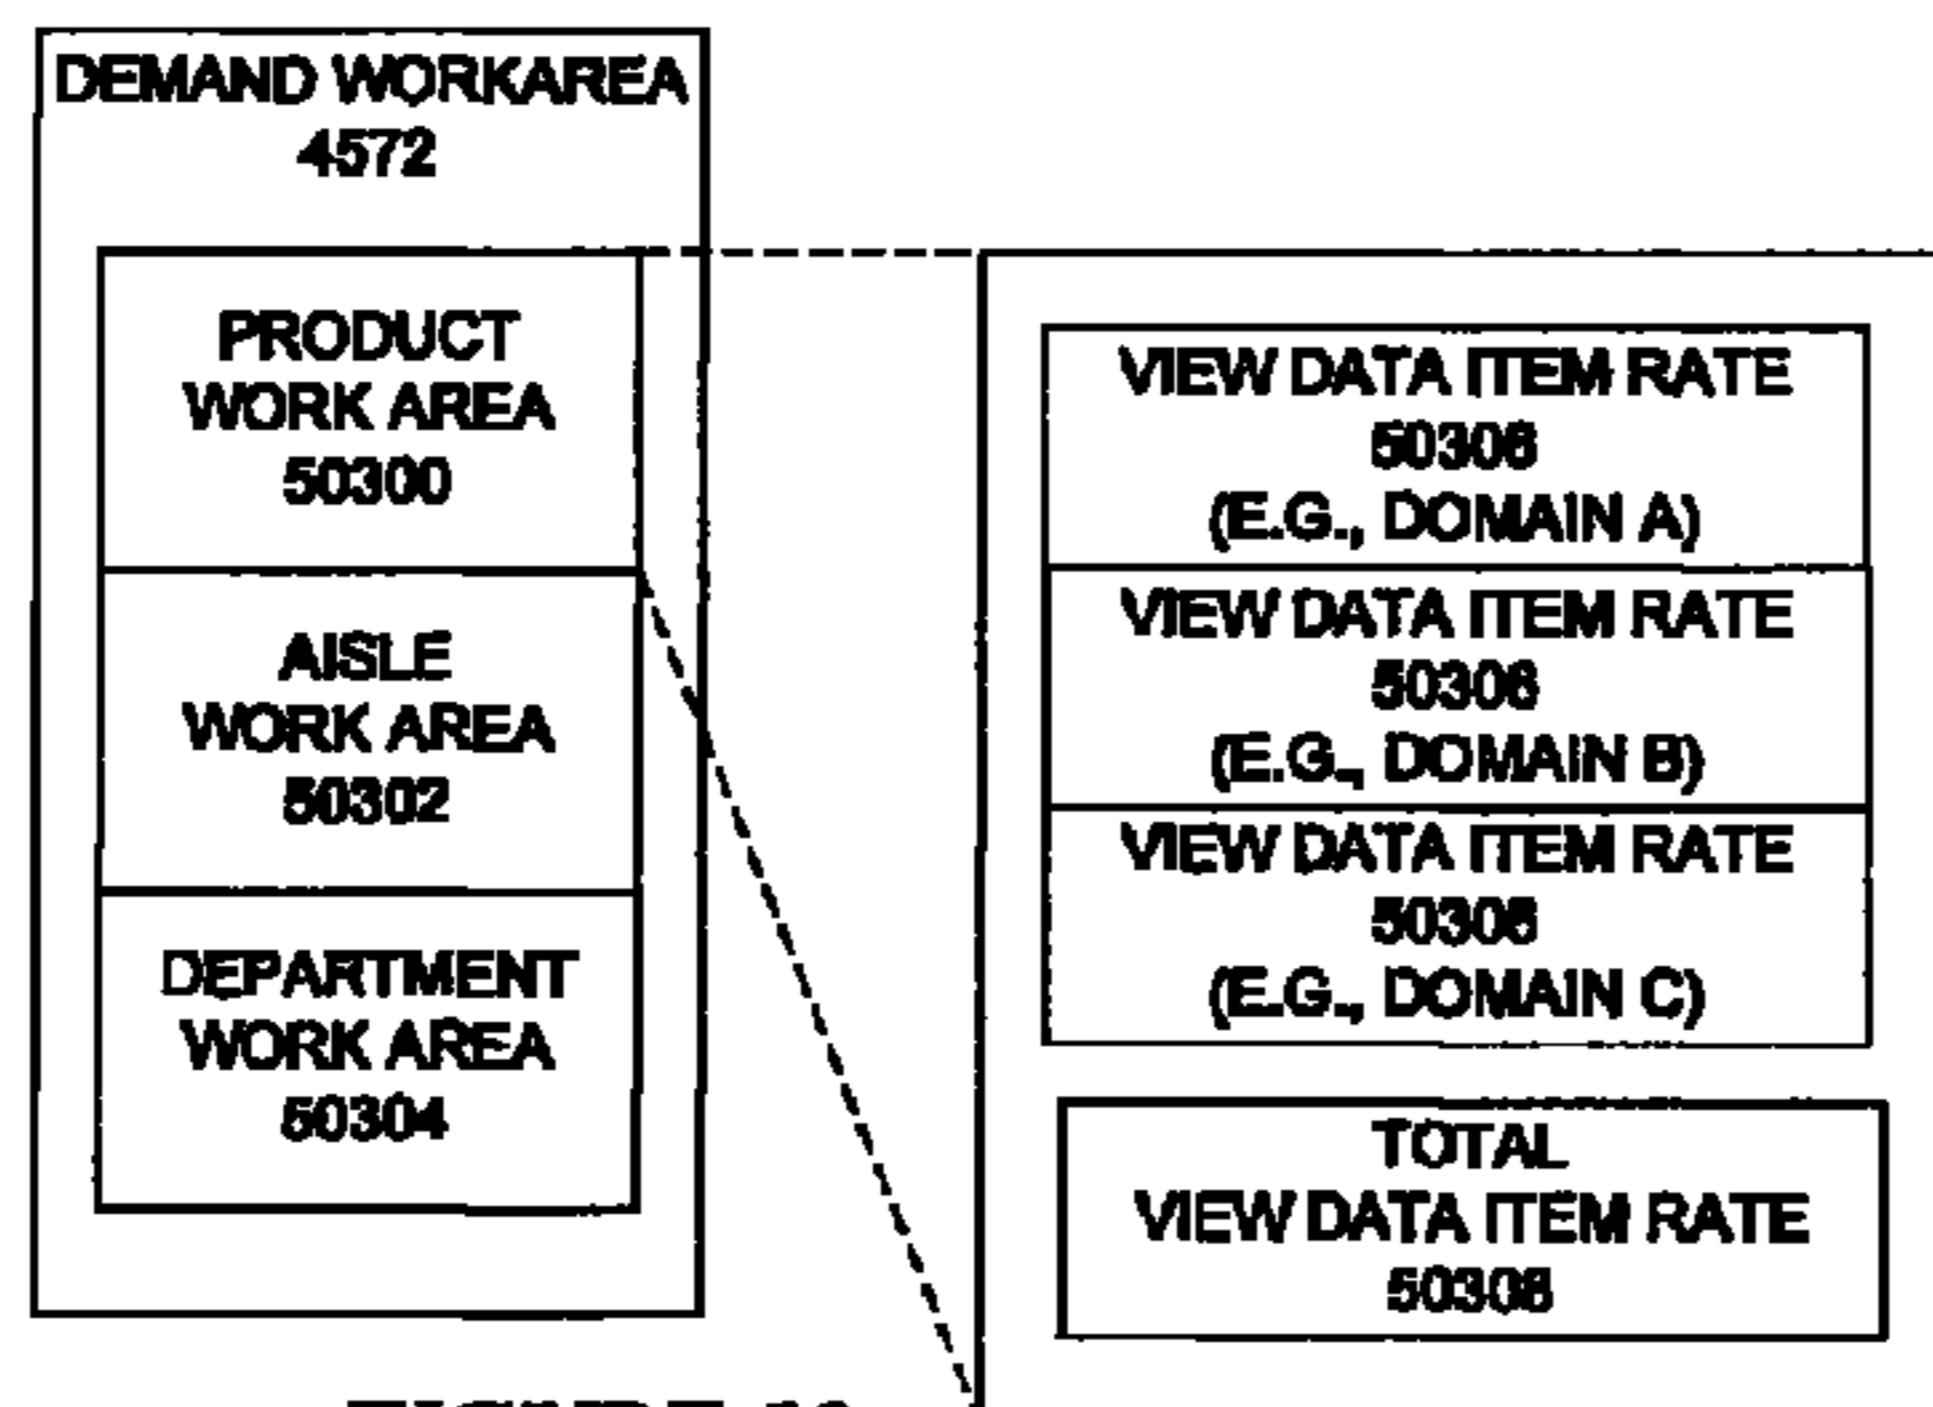 DEMAND WORKAREA
4572
PRODUCT
WORK AREA
50300
AISLE
WORK AREA
50302
DEPARTMENT
WORK AREA
50304
VIEW DATA ITEM RATE
50306
(E.G., DOMAIN A)
VIEW DATA ITEM RATE
50306
(E.G., DOMAIN B)
VIEW DATA ITEM RATE
50306
(E.G., DOMAIN C)
TOTAL
VIEW DATA ITEM RATE
50308